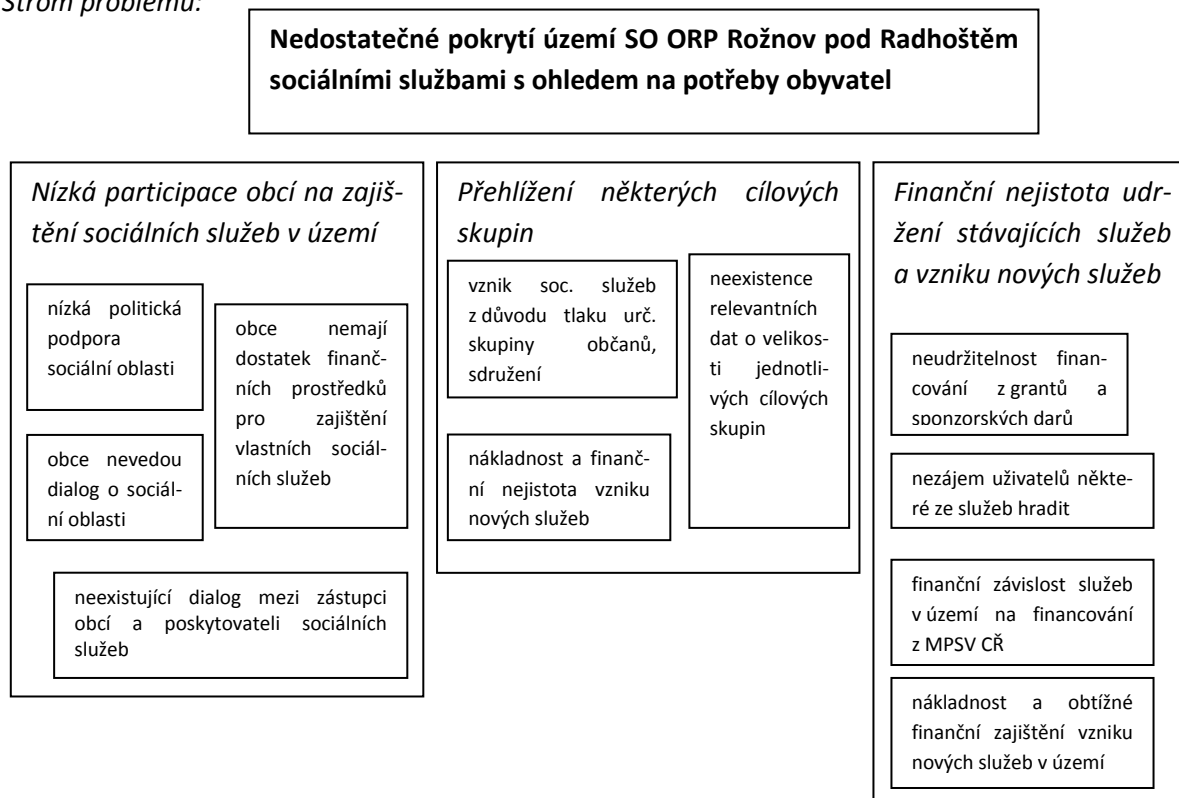 Strom problémů:
Nedostatečné pokrytí území SO ORP Rožnov pod Radhoštěm
sociálními službami s ohledem na potřeby obyvatel
Nízká participace obcí na zajiš-
tění sociálních služeb v území
nízká politická
podpora
sociální oblasti
obce nemají
dostatek finanč-
ních prostředků
pro zajištění
vlastních sociál-
ních služeb
obce nevedou
dialog o sociál-
ní oblasti
neexistující dialog mezi zástupci
obcí a poskytovateli sociálních
služeb
Přehlížení některých cílových
skupin
vznik soc. služeb
z důvodu tlaku urč.
skupiny občanů,
sdružení
neexistence
relevantních
dat o velikos-
ti jednotli-
vých cílových
skupin
nákladnost a finanč-
ní nejistota vzniku
nových služeb
Finanční nejistota udr-
žení stávajících služeb
a vzniku nových služeb
neudržitelnost finan-
cování z grantů a
sponzorských darů
nezájem uživatelů někte-
ré ze služeb hradit
finanční závislost služeb
v území na financování
z MPSV CŘ
nákladnost a obtížné
finanční zajištění vzniku
nových služeb v území